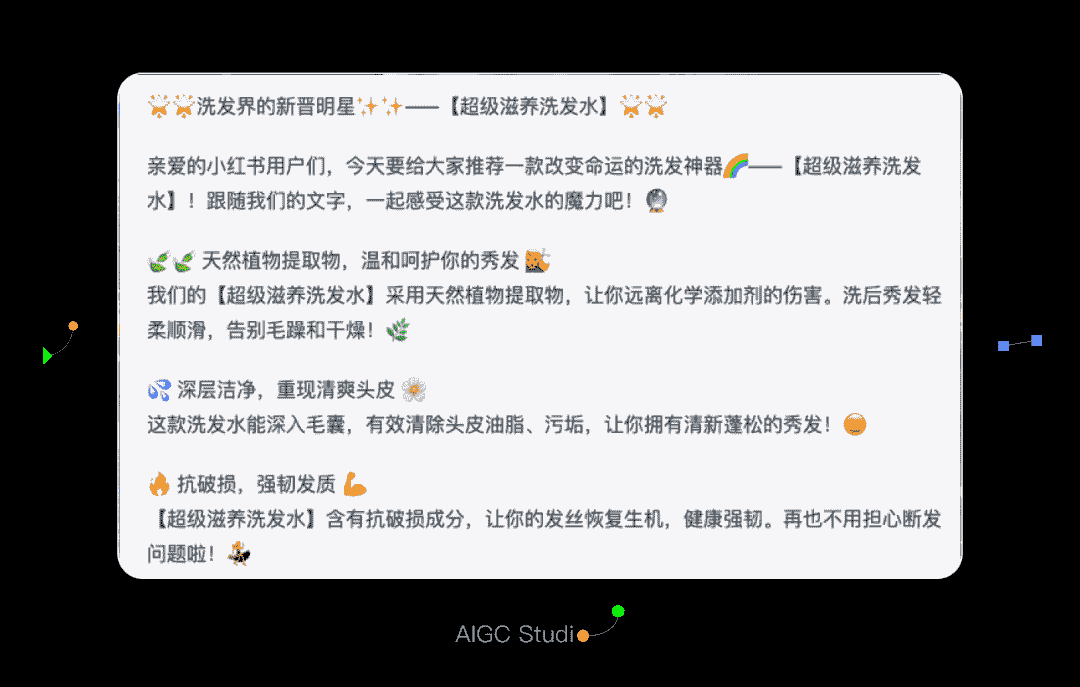 🌟🌟洗发界的新晋明星✨✨——【超级滋养洗发水】🌟🌟
亲爱的小红书用户们，今天要给大家推荐一款改变命运的洗发神器🌈——【超级滋养洗发
水】！跟随我们的文字，一起感受这款洗发水的魔力吧！🔮
🌿🌿 天然植物提取物，温和呵护你的秀发
我们的【超级滋养洗发水】采用天然植物提取物，让你远离化学添加剂的伤害。洗后秀发轻
柔顺滑，告别毛躁和干燥！🌿
💦 深层洁净，重现清爽头皮 🌼
这款洗发水能深入毛囊，有效清除头皮油脂、污垢，让你拥有清新蓬松的秀发！
🔥 抗破损，强韧发质 💪
【超级滋养洗发水】含有抗破损成分，让你的发丝恢复生机，健康强韧。再也不用担心断发
问题啦！
AIGC Studi